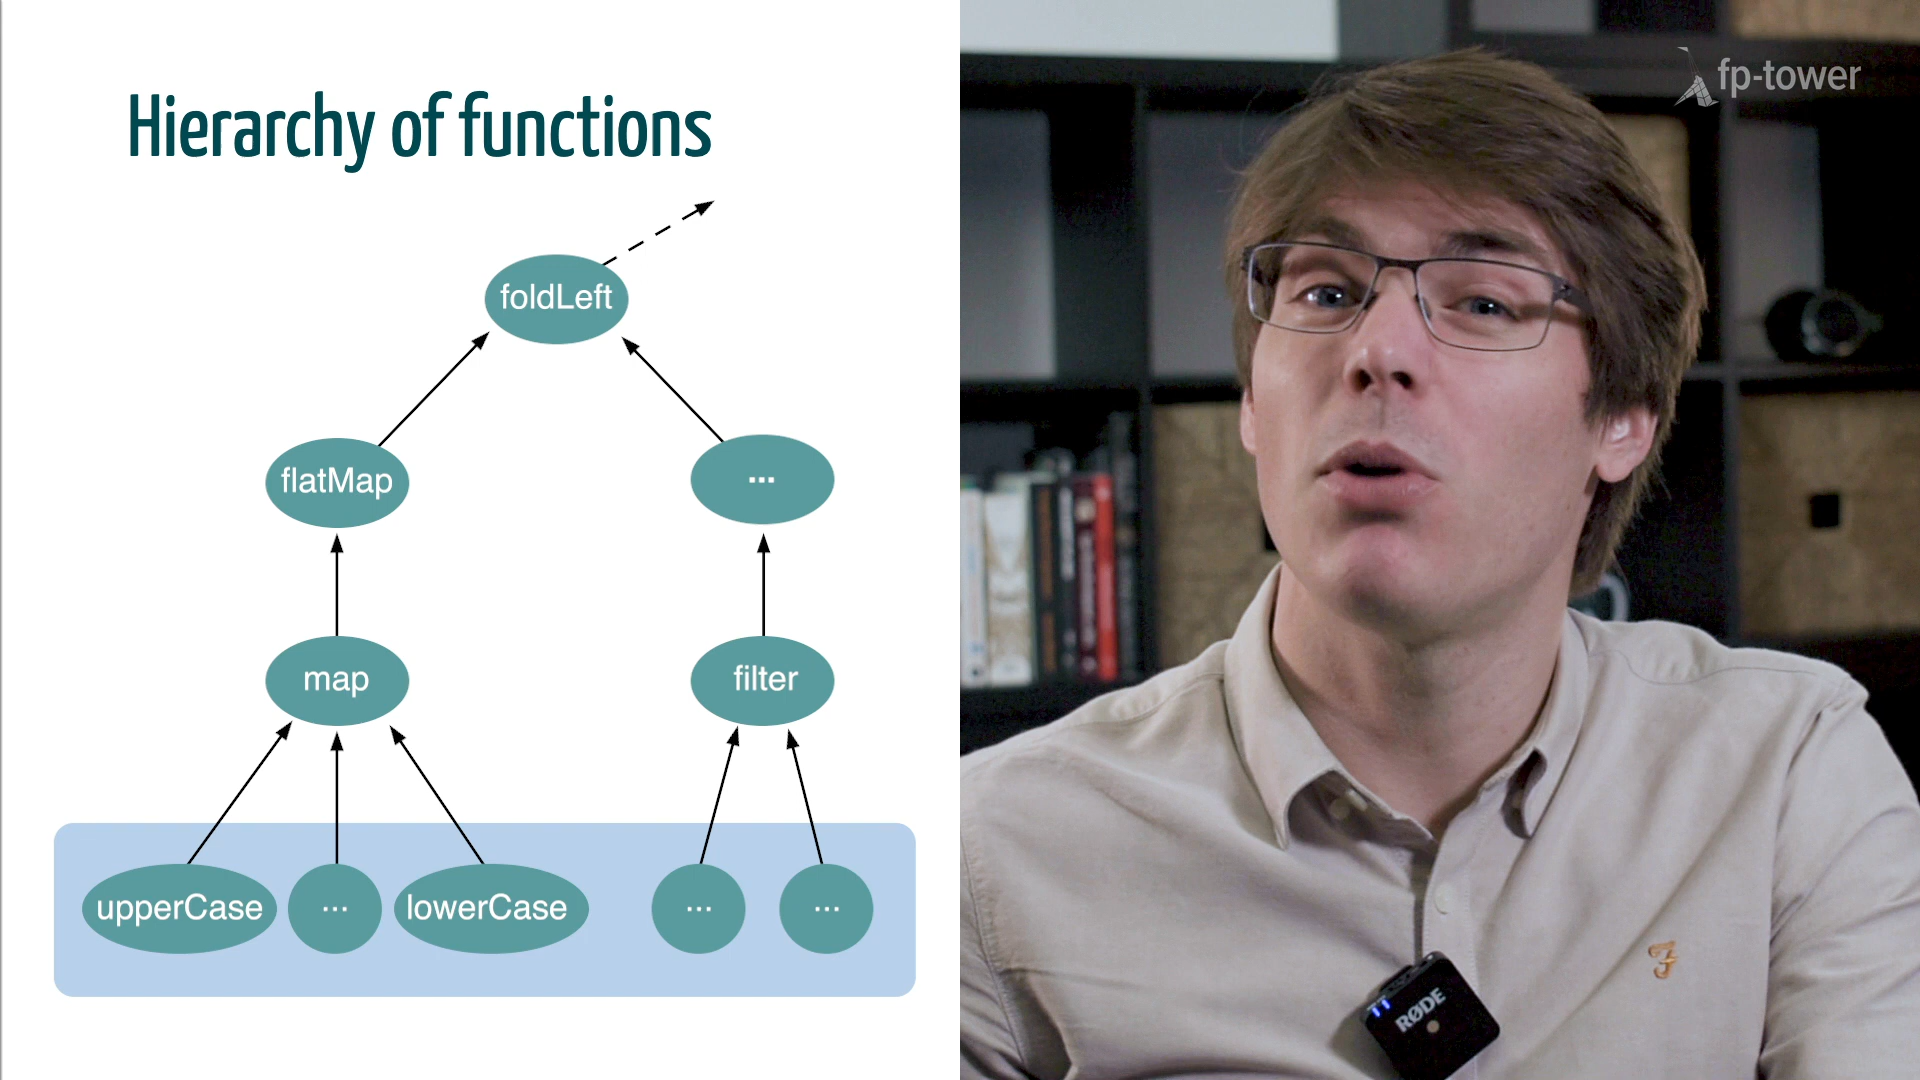 Hierarchy of functions
fp-tower
foldLeft
flatMap
...
map
filter
upperCase
...
lowerCase
...
...
RØDE